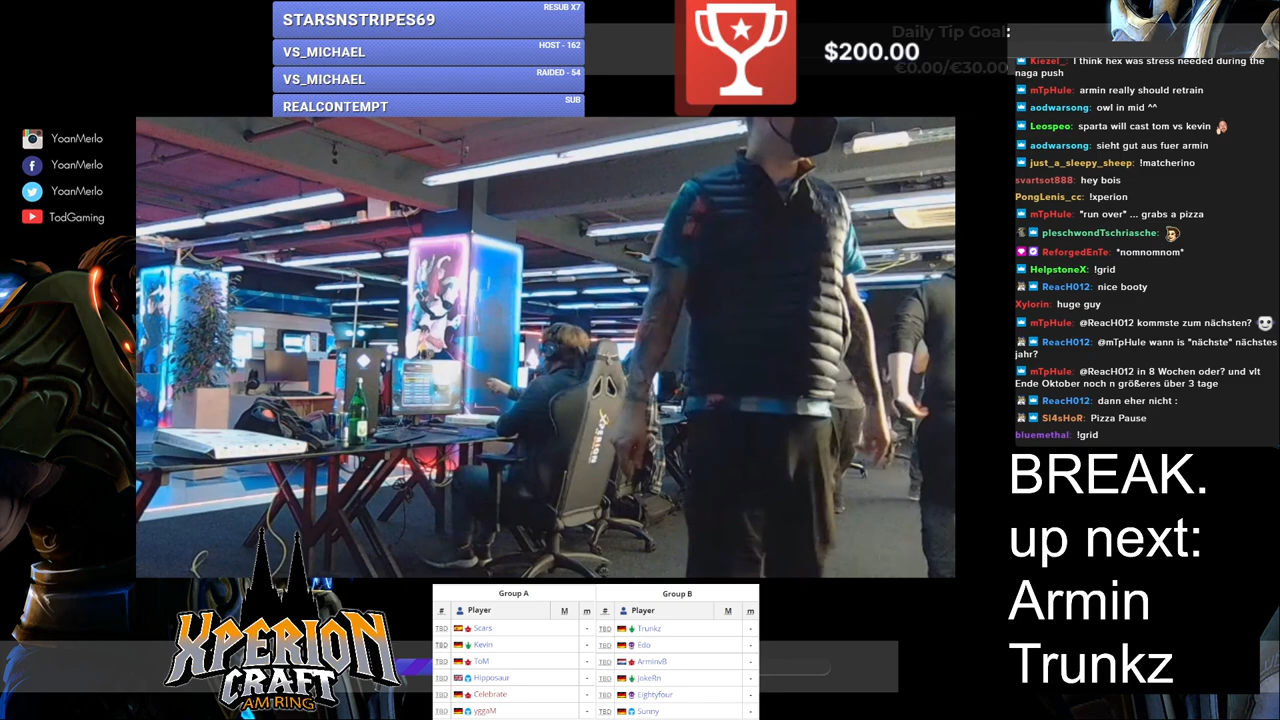 STARSNSTRIPES69
RESUB X7
VS_MICHAEL
HOST - 162
VS_MICHAEL
RAIDED - 54
REALCONTEMPT
SUB
$200.00
Daily Tip Goal:
€0.00/€30.00
YoanMerlo
YoanMerlo
YoanMerlo
TodGaming
Kiezel_: I think hex was stress needed during the
naga push
mTpHule: armin really should retrain
aodwarsong: owl in mid ^^
Leospeo: sparta will cast tom vs kevin
aodwarsong: sieht gut aus fuer armin
just_a_sleepy_sheep: !matcherino
svartsot888: hey bois
PongLenis_cc: !xperion
mTpHule: "run over" ... grabs a pizza
pleschwondTschriasche:
ReforgedEnTe: *nomnomnom*
HelpstoneX: !grid
ReacH012: nice booty
Xylorin: huge guy
mTpHule: @ReacH012 kommste zum nächsten?
ReacH012: @mTpHule wann is "nächste" nächstes
jahr?
mTpHule: @ReacH012 in 8 Wochen oder? und vlt
Ende Oktober noch n größeres über 3 tage
ReacH012: dann eher nicht :
Sl4sHoR: Pizza Pause
bluemethal: !grid
BREAK.
up next:
Armin
Trunkz
XPERION
CRAFT
AM RING
Group A
# Player M m
TBD Scars -
TBD Kevin -
TBD ToM -
TBD Hipposaur -
TBD Celebrate -
TBD yggaM -
Group B
# Player M m
TBD Trunkz -
TBD Edo -
TBD ArminvB -
TBD JokeRn -
TBD Eightyfour -
TBD Sunny -